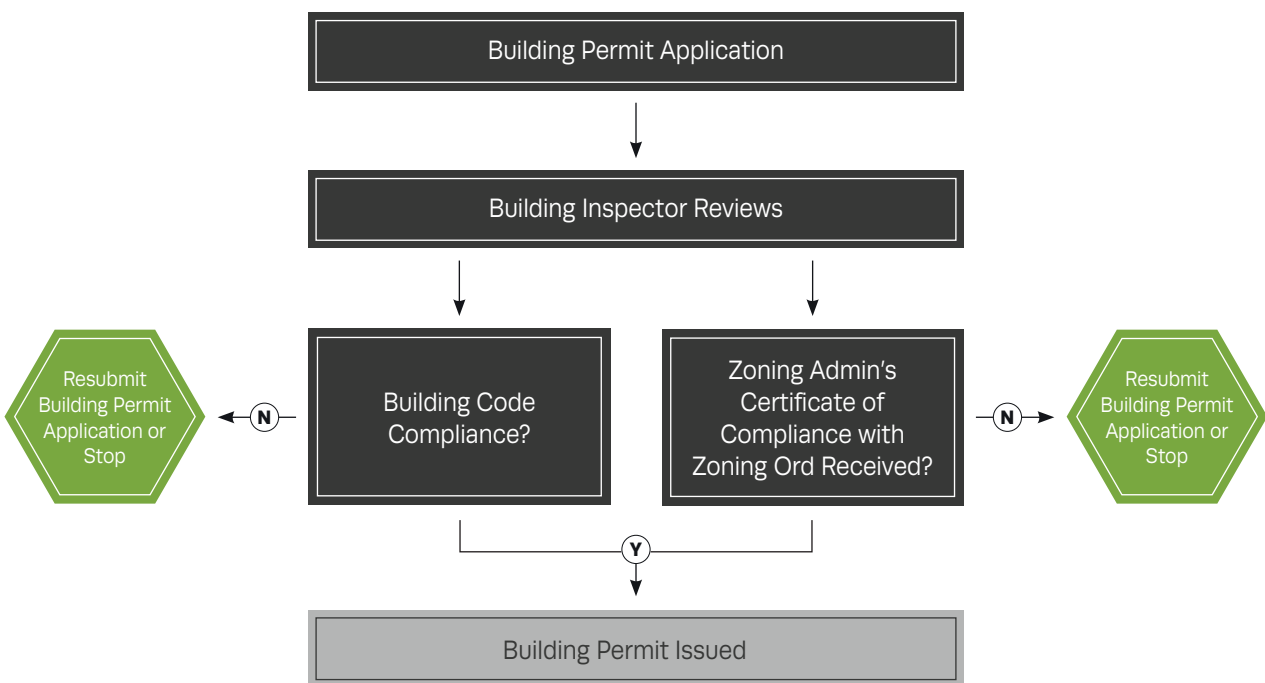 Building Permit Application
Building Inspector Reviews
Resubmit
Building Permit
Application or
Stop
N
Building Code
Compliance?
Zoning Admin's
Certificate of
Compliance with
Zoning Ord Received?
N
Resubmit
Building Permit
Application or
Stop
Y
Building Permit Issued